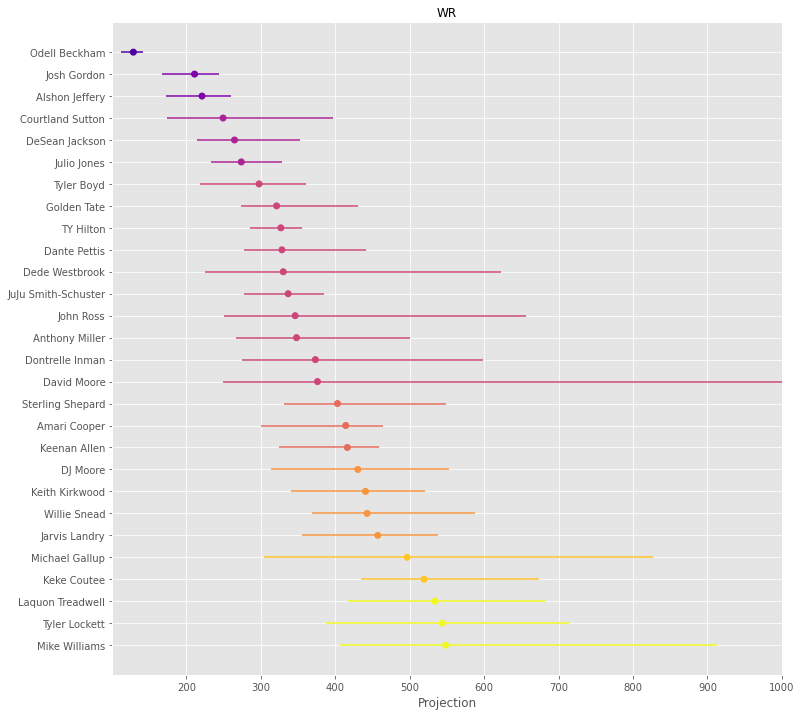 WR
Odell Beckham
Josh Gordon
Alshon Jeffery
Courtland Sutton
DeSean Jackson
Julio Jones
Tyler Boyd
Golden Tate
TY Hilton
Dante Pettis
Dede Westbrook
JuJu Smith-Schuster
John Ross
Anthony Miller
Dontrelle Inman
David Moore
Sterling Shepard
Amari Cooper
Keenan Allen
DJ Moore
Keith Kirkwood
Willie Snead
Jarvis Landry
Michael Gallup
Keke Coutee
Laquon Treadwell
Tyler Lockett
Mike Williams
200 300 400 500 600 700 800 900 1000
Projection